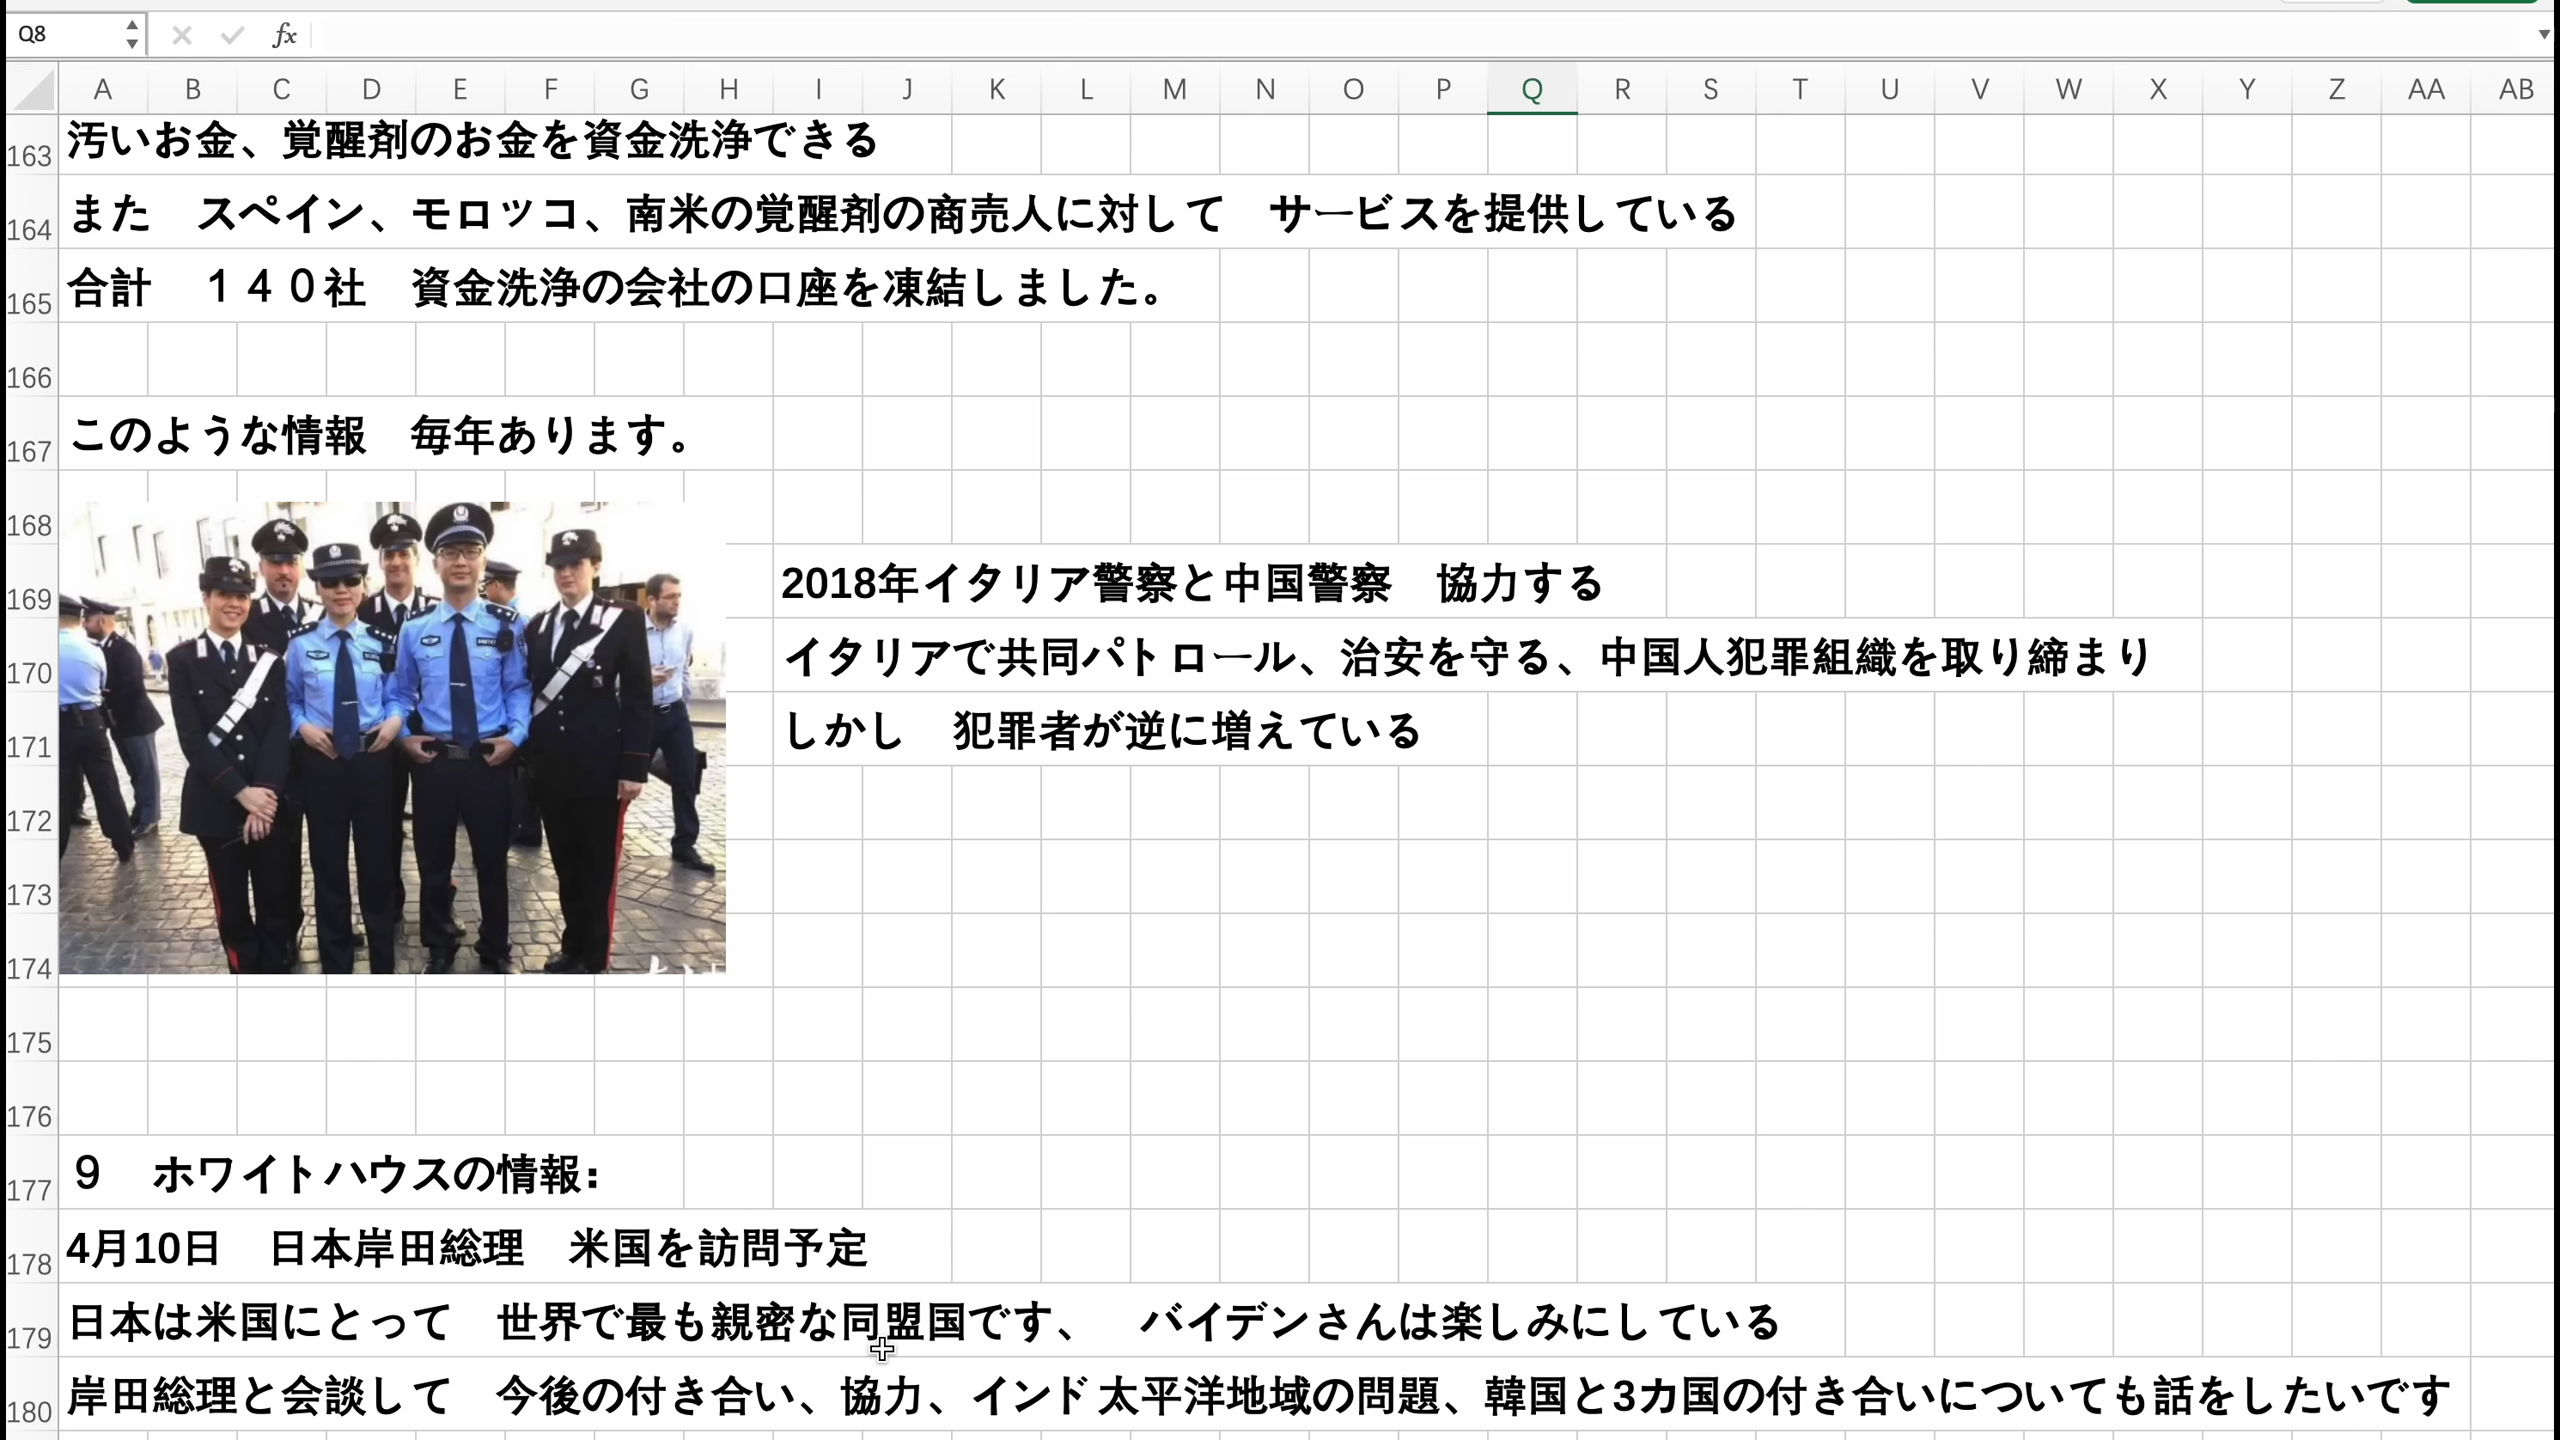 Q8
fx
A B C D E F G H I J K L M N O P Q R S T U V W X Y Z AA AB
163 汚いお金、覚醒剤のお金を資金洗浄できる
164 また　スペイン、モロッコ、南米の覚醒剤の商売人に対して　サービスを提供している
165 合計　１４０社　資金洗浄の会社の口座を凍結しました。
166
167 このような情報　毎年あります。
168
169 2018年イタリア警察と中国警察　協力する
170 イタリアで共同パトロール、治安を守る、中国人犯罪組織を取り締まり
171 しかし　犯罪者が逆に増えている
172
173
174
175
176
177 ９　ホワイトハウスの情報:
178 4月10日　日本岸田総理　米国を訪問予定
179 日本は米国にとって　世界で最も親密な同盟国です、　バイデンさんは楽しみにしている
180 岸田総理と会談して　今後の付き合い、協力、インド太平洋地域の問題、韓国と3カ国の付き合いについても話をしたいです